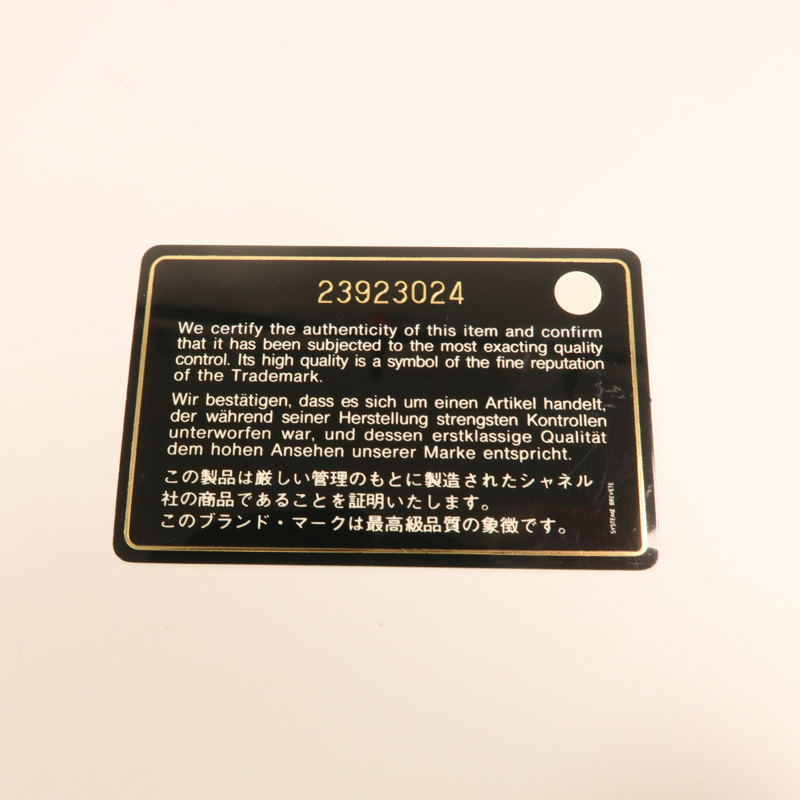 23923024
We certify the authenticity of this item and confirm
that it has been subjected to the most exacting quality
control. Its high quality is a symbol of the fine reputation
of the Trademark.
Wir bestätigen, dass es sich um einen Artikel handelt,
der während seiner Herstellung strengsten Kontrollen
unterworfen war, und dessen erstklassige Qualität
dem hohen Ansehen unserer Marke entspricht.
この製品は厳しい管理のもとに製造されたシャネル
社の商品であることを証明いたします。
このブランド・マークは最高級品質の象徴です。
SYSTEME BREVETE